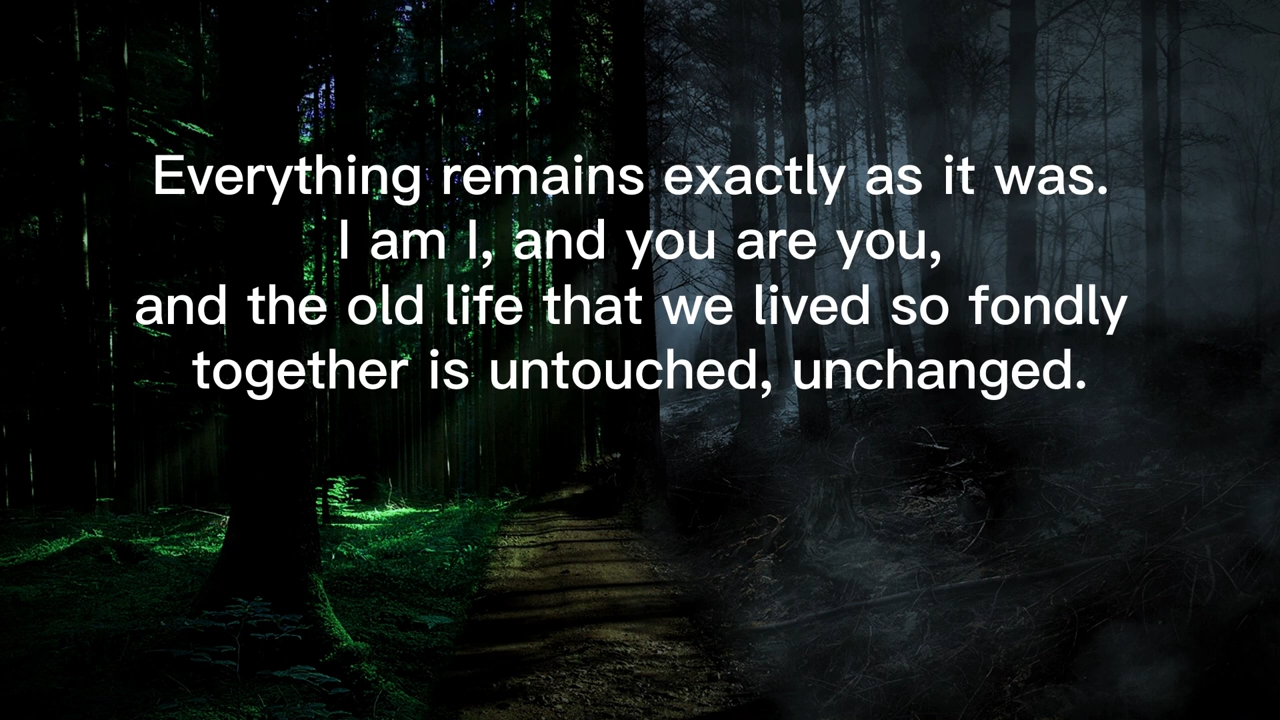 Everything remains exactly as it was.
I am I, and you are you,
and the old life that we lived so fondly
together is untouched, unchanged.